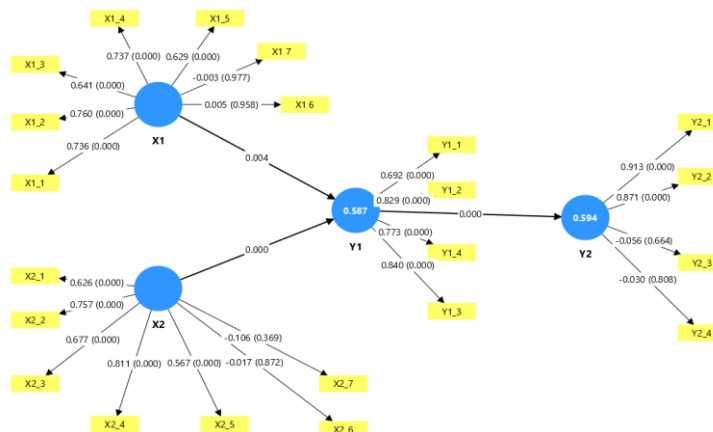 X1_4
X1_5
X1_3
X1 7
0.737 (0.000)
0.629 (0.000)
-0.003 (0.977)
0.641 (0.000)
X1_2
0.760 (0.000)
0.005 (0.958)
X1 6
0.736 (0.000)
X1
X1_1
0.004
Y1_1
0.692 (0.000)
Y1_2
0.829 (0.000)
0.587
0.000
Y1
0.773 (0.000)
Y1_4
0.840 (0.000)
Y1_3
Y2_1
0.913 (0.000)
Y2_2
0.871 (0.000)
0.594
Y2
-0.056 (0.664)
Y2_3
-0.030 (0.808)
Y2_4
0.000
X2_1
0.626 (0.000)
X2_2
0.757 (0.000)
X2
0.677 (0.000)
-0.106 (0.369)
0.811 (0.000)
0.567 (0.000)
-0.017 (0.872)
X2_3
X2_7
X2_4
X2_5
X2_6